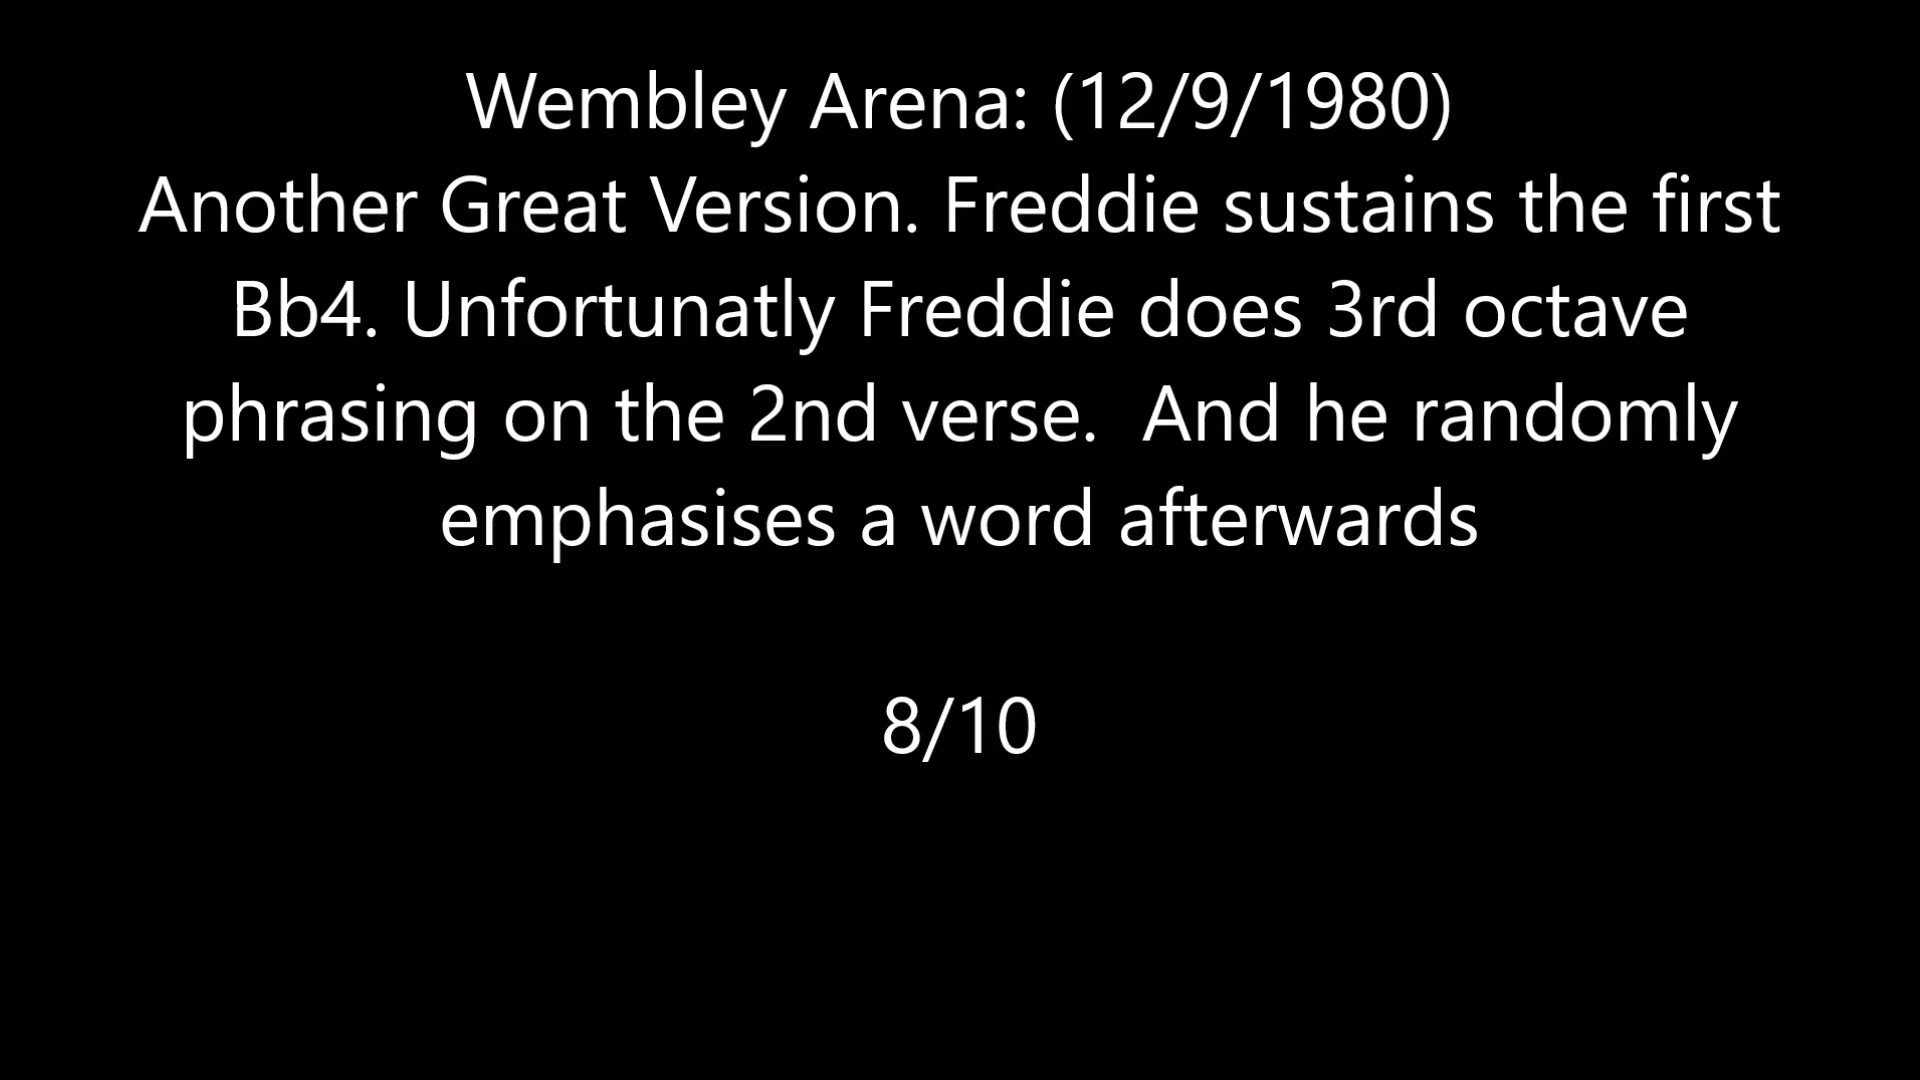 Wembley Arena: (12/9/1980)
Another Great Version. Freddie sustains the first
Bb4. Unfortunatly Freddie does 3rd octave
phrasing on the 2nd verse.  And he randomly
emphasises a word afterwards
8/10